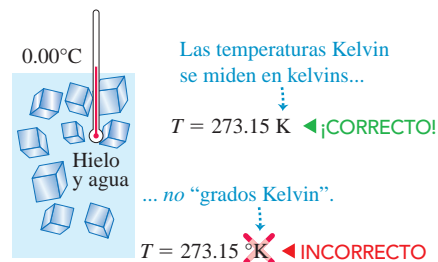 0.00°C
Las temperaturas Kelvin
se miden en kelvins...
T = 273.15 K ◀ ¡CORRECTO!
Hielo
y agua
... no “grados Kelvin”.
T = 273.15 °K ◀ INCORRECTO